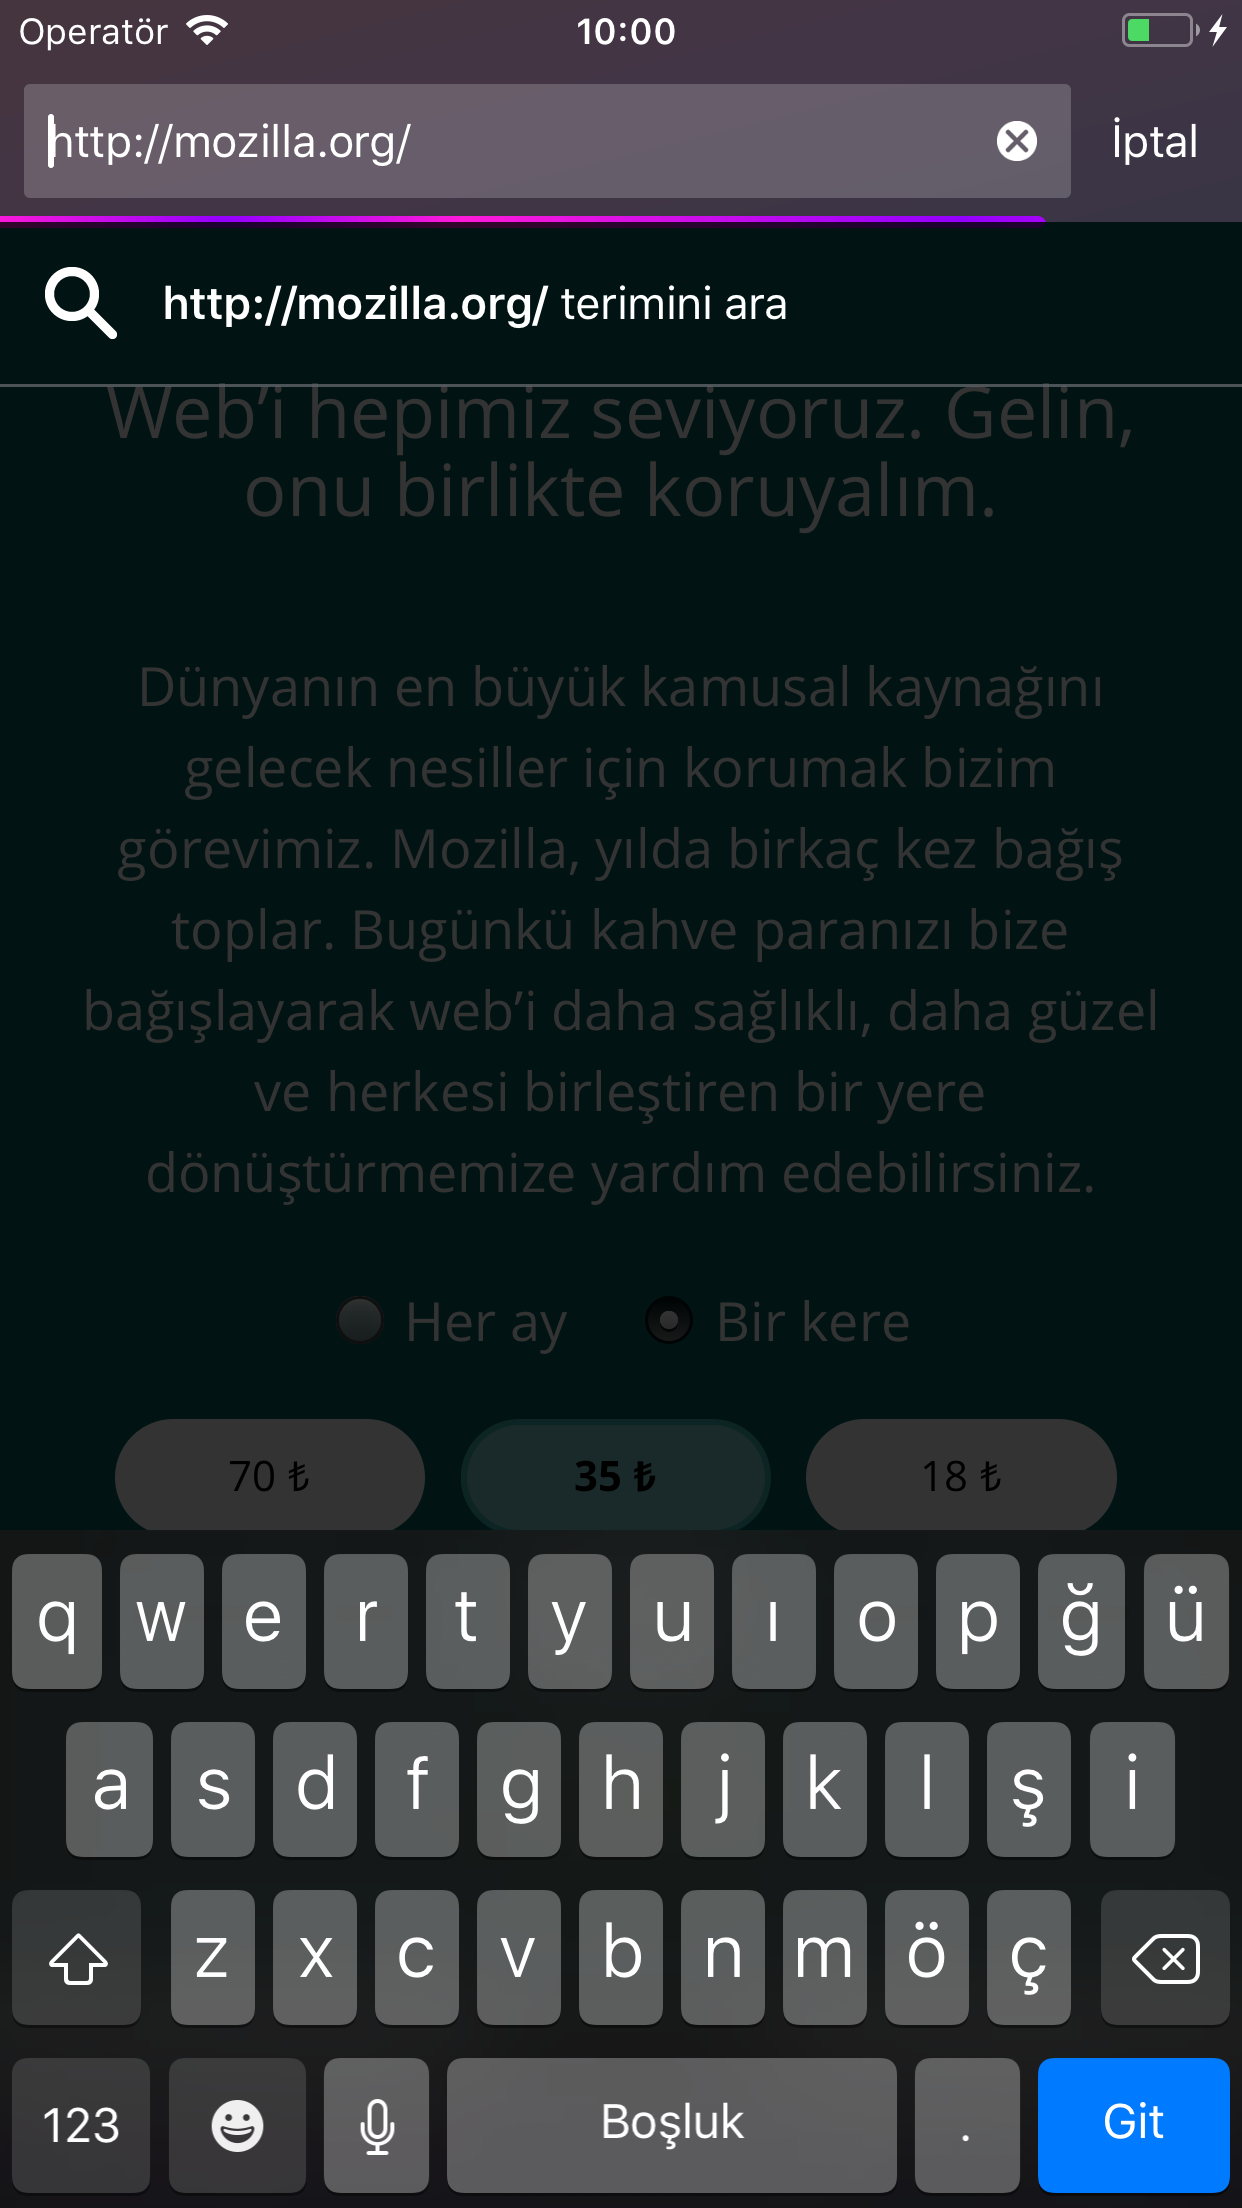 Operatör 10:00
http://mozilla.org/ İptal
http://mozilla.org/ terimini ara
Web’i hepimiz seviyoruz. Gelin,
onu birlikte koruyalım.
Dünyanın en büyük kamusal kaynağını
gelecek nesiller için korumak bizim
görevimiz. Mozilla, yılda birkaç kez bağış
toplar. Bugünkü kahve paranızı bize
bağışlayarak web’i daha sağlıklı, daha güzel
ve herkesi birleştiren bir yere
dönüştürmemize yardım edebilirsiniz.
Her ay Bir kere
70 ₺ 35 ₺ 18 ₺
q w e r t y u ı o p ğ ü
a s d f g h j k l ş i
z x c v b n m ö ç
123 Boşluk . Git